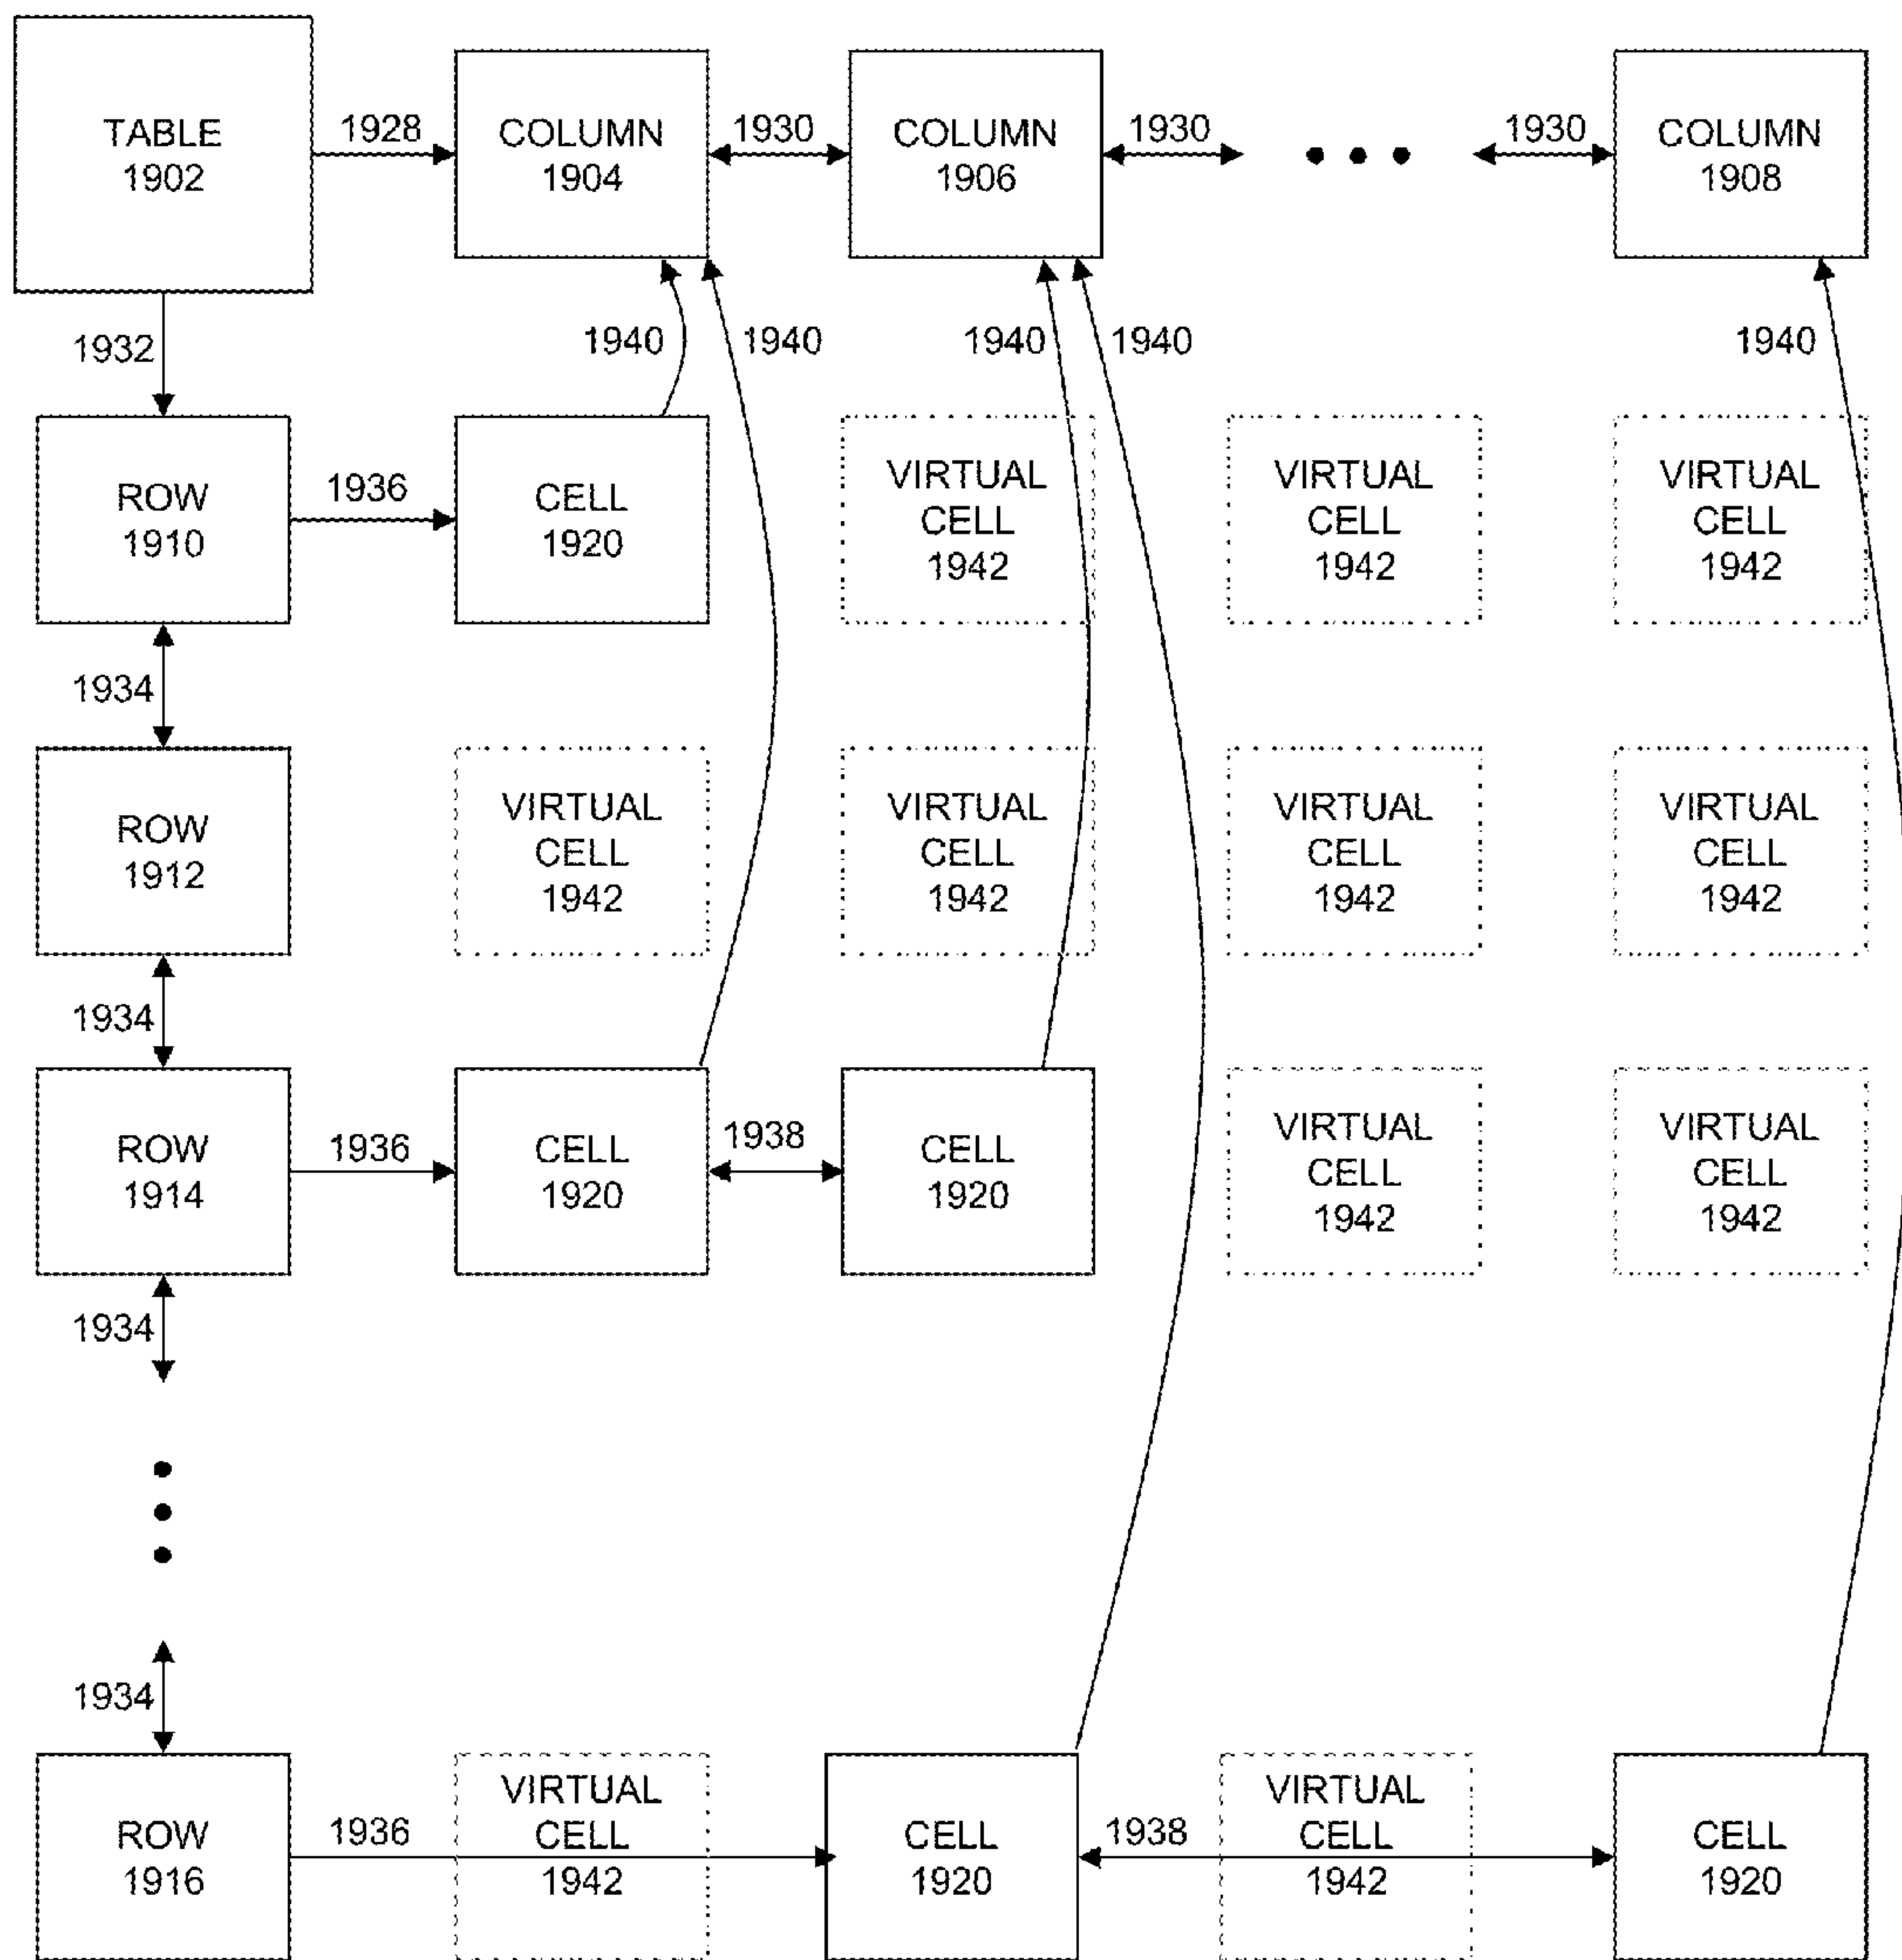 TABLE
1902
1928
COLUMN
1904
1930
COLUMN
1906
1930
1930
COLUMN
1908
1932
1940
1940
1940
1940
1940
ROW
1910
1936
CELL
1920
VIRTUAL
CELL
1942
VIRTUAL
CELL
1942
VIRTUAL
CELL
1942
1934
ROW
1912
VIRTUAL
CELL
1942
VIRTUAL
CELL
1942
VIRTUAL
CELL
1942
VIRTUAL
CELL
1942
1934
ROW
1914
1936
CELL
1920
1938
CELL
1920
VIRTUAL
CELL
1942
VIRTUAL
CELL
1942
1934
1934
ROW
1916
1936
VIRTUAL
CELL
1942
CELL
1920
1938
VIRTUAL
CELL
1942
CELL
1920